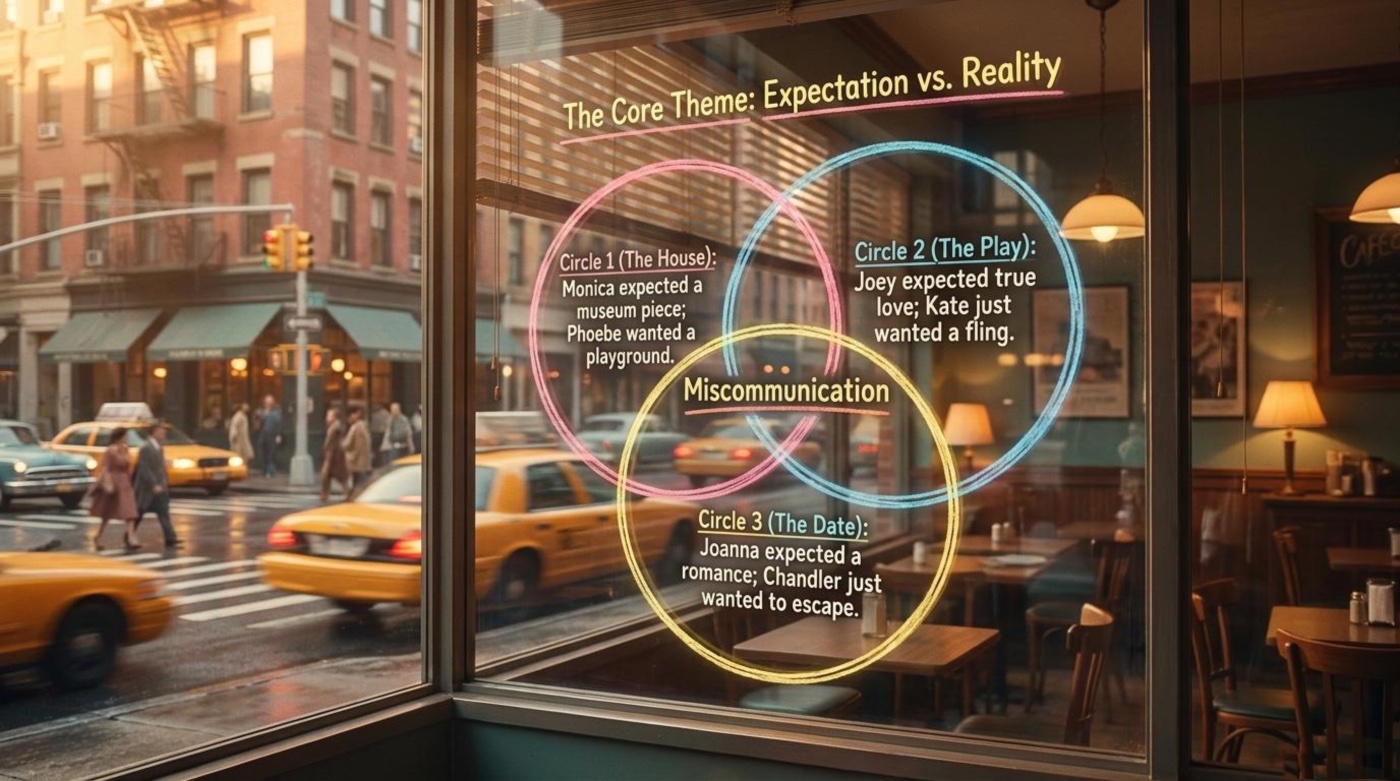 The Core Theme: Expectation vs. Reality
Circle 1 (The House):
Monica expected a
museum piece;
Phoebe wanted a
playground.
Circle 2 (The Play):
Joey expected true
love; Kate just
wanted a fling.
Miscommunication
Circle 3 (The Date):
Joanna expected a
romance; Chandler just
wanted to escape.